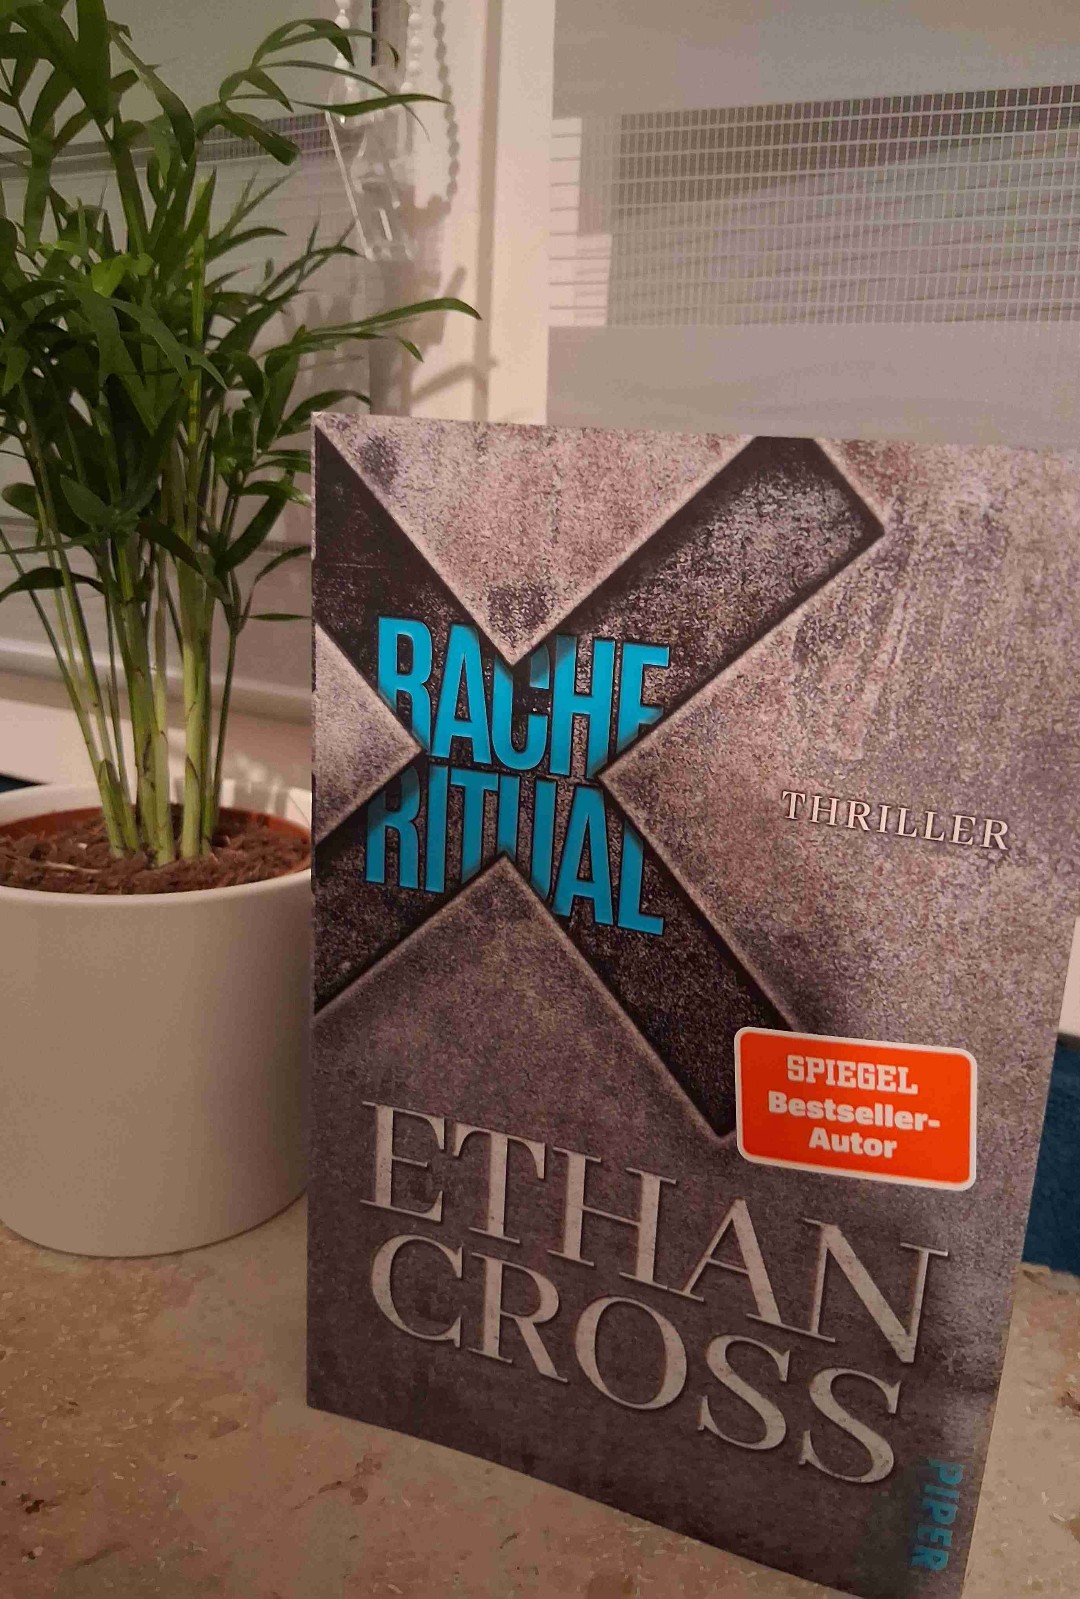 RACHE
RITUAL
THRILLER
SPIEGEL
Bestseller-
Autor
ETHAN
CROSS
PIPER